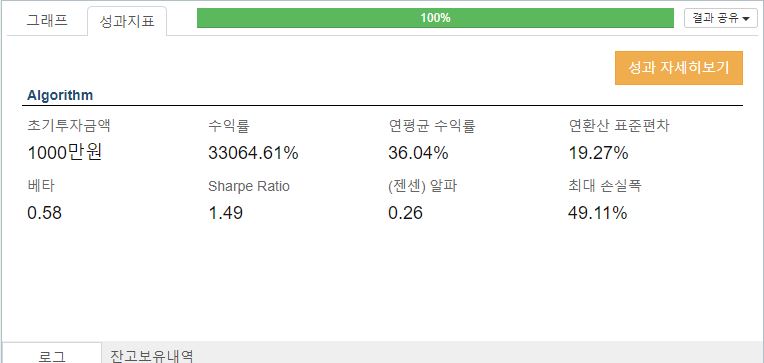 그래프 성과지표 100% 결과 공유
성과 자세히보기
Algorithm
초기투자금액 수익률 연평균 수익률 연환산 표준편차
1000만원 33064.61% 36.04% 19.27%
베타 Sharpe Ratio (젠센) 알파 최대 손실폭
0.58 1.49 0.26 49.11%
로그 잔고보유내역